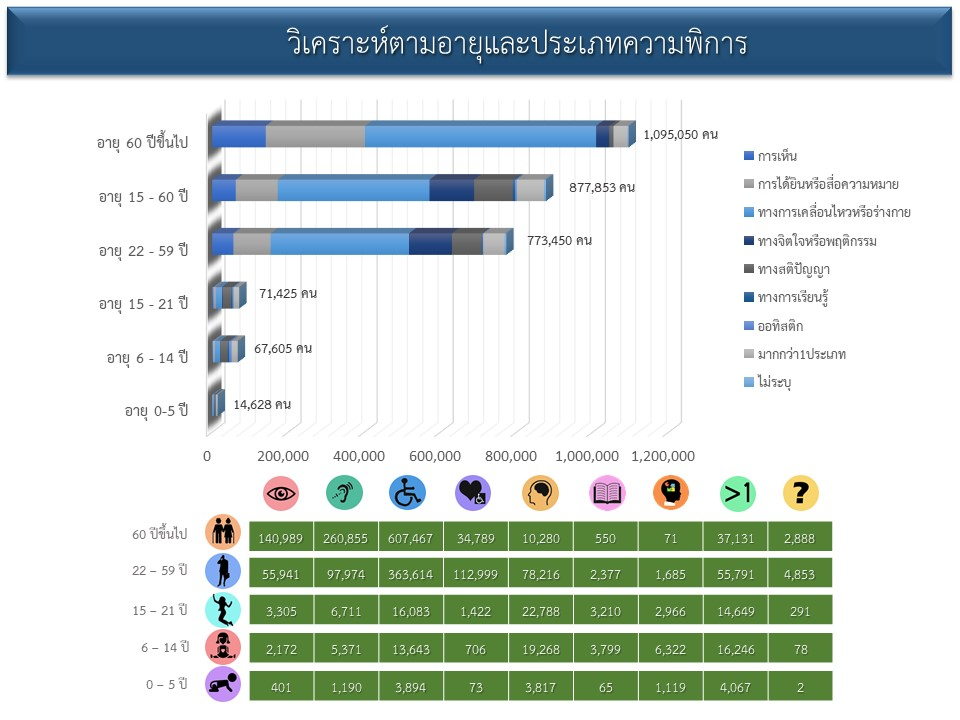 วิเคราะห์ตามอายุและประเภทความพิการ
อายุ 60 ปีขึ้นไป
1,095,050 คน
อายุ 15 - 60 ปี
877,853 คน
อายุ 22 - 59 ปี
773,450 คน
อายุ 15 - 21 ปี
71,425 คน
อายุ 6 - 14 ปี
67,605 คน
อายุ 0-5 ปี
14,628 คน
0 200,000 400,000 600,000 800,000 1,000,000 1,200,000
การเห็น
การได้ยินหรือสื่อความหมาย
ทางการเคลื่อนไหวหรือร่างกาย
ทางจิตใจหรือพฤติกรรม
ทางสติปัญญา
ทางการเรียนรู้
ออทิสติก
มากกว่า1ประเภท
ไม่ระบุ
>1 ?
60 ปีขึ้นไป 140,989 260,855 607,467 34,789 10,280 550 71 37,131 2,888
22 – 59 ปี 55,941 97,974 363,614 112,999 78,216 2,377 1,685 55,791 4,853
15 – 21 ปี 3,305 6,711 16,083 1,422 22,788 3,210 2,966 14,649 291
6 – 14 ปี 2,172 5,371 13,643 706 19,268 3,799 6,322 16,246 78
0 – 5 ปี 401 1,190 3,894 73 3,817 65 1,119 4,067 2